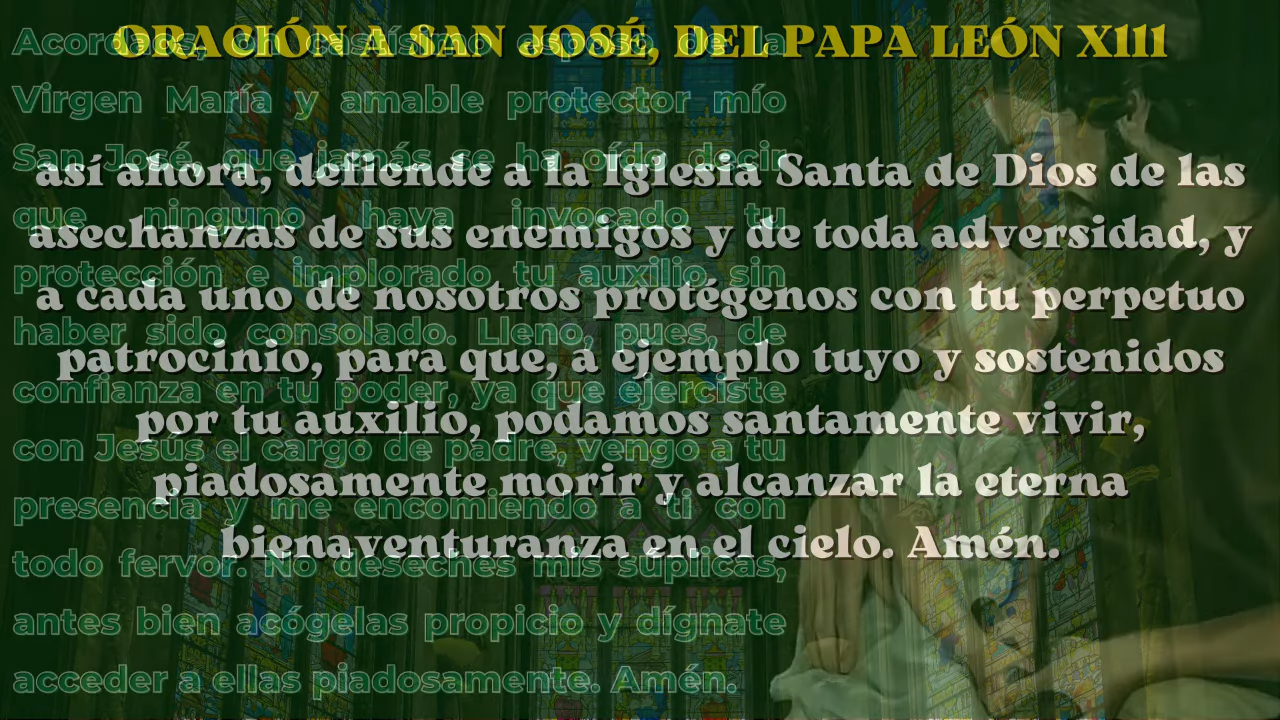 ORACIÓN A SAN JOSÉ, DEL PAPA LEÓN XIII
así ahora, defiende a la Iglesia Santa de Dios de las
asechanzas de sus enemigos y de toda adversidad, y
a cada uno de nosotros protégenos con tu perpetuo
patrocinio, para que, a ejemplo tuyo y sostenidos
por tu auxilio, podamos santamente vivir,
piadosamente morir y alcanzar la eterna
bienaventuranza en el cielo. Amén.
Acordaos, oh castísimo esposo de la
Virgen María y amable protector mío
San José, que jamás se ha oído decir
que ninguno haya invocado tu
protección e implorado tu auxilio sin
haber sido consolado. Lleno, pues, de
confianza en tu poder, ya que ejerciste
con Jesús el cargo de padre, vengo a tu
presencia y me encomiendo a ti con
todo fervor. No deseches mis súplicas,
antes bien acógelas propicio y dígnate
acceder a ellas piadosamente. Amén.